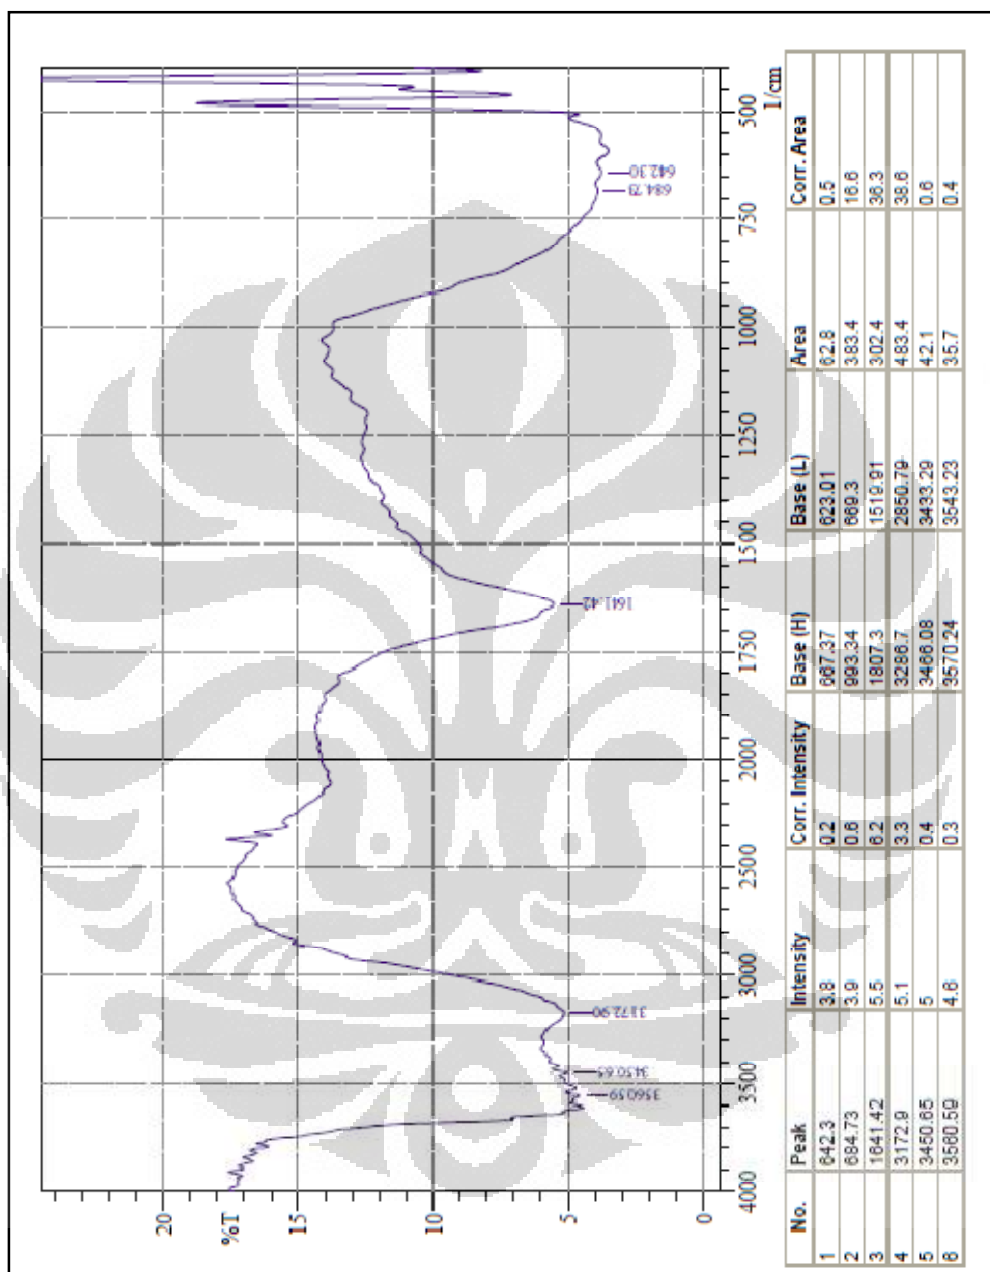 %T
20
15
10
5
0
3560.59
3450.65
3172.90
1641.42
684.73
642.30
4000
3500
3000
2500
2000
1750
1500
1250
1000
750
500
1/cm
No. Peak Intensity Corr. Intensity Base (H) Base (L) Area Corr. Area
1 642.3 3.8 0.2 667.37 623.01 62.8 0.5
2 684.73 3.9 0.6 993.34 669.3 383.4 16.6
3 1641.42 5.5 6.2 1807.3 1519.91 302.4 36.3
4 3172.9 5.1 3.3 3286.7 2850.79 483.4 38.6
5 3450.65 5 0.4 3466.08 3433.29 42.1 0.6
6 3560.59 4.6 0.3 3570.24 3543.23 35.7 0.4